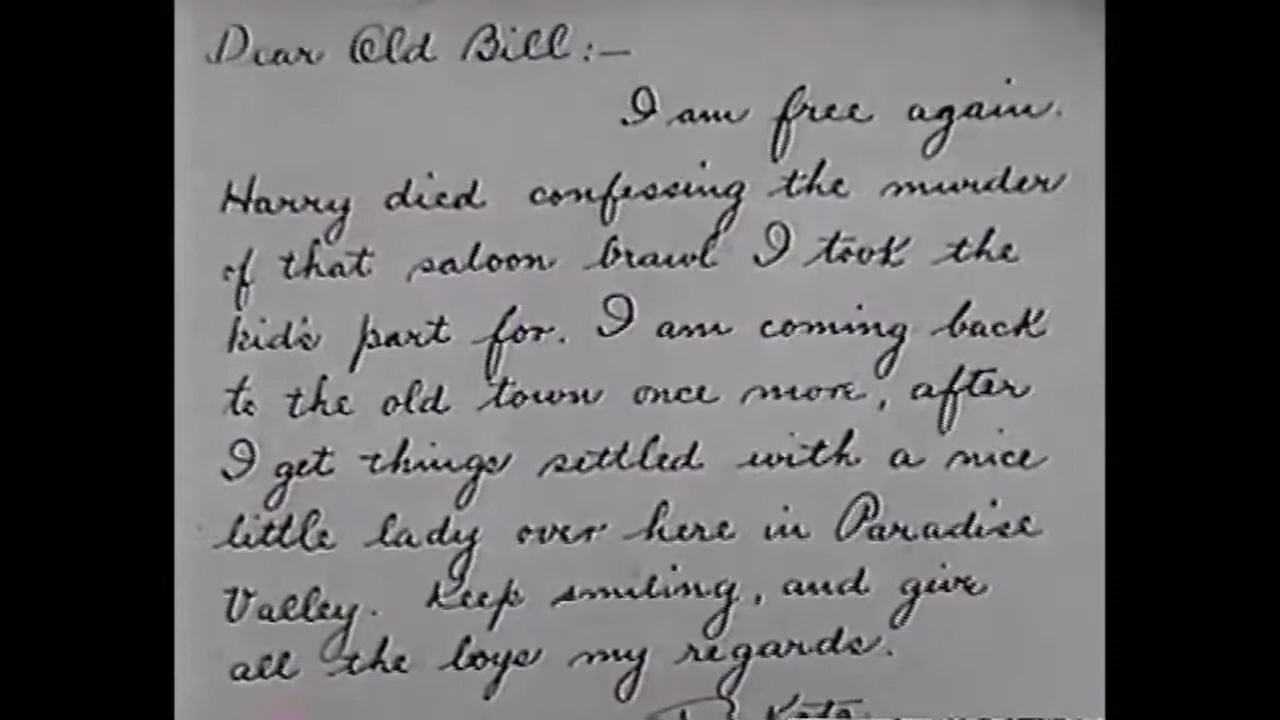 Dear Old Bill:—
I am free again.
Harry died confessing the murder
of that saloon brawl I took the
kid's part for. I am coming back
to the old town once more, after
I get things settled with a nice
little lady over here in Paradise
Valley. Keep smiling, and give
all the boys my regards.